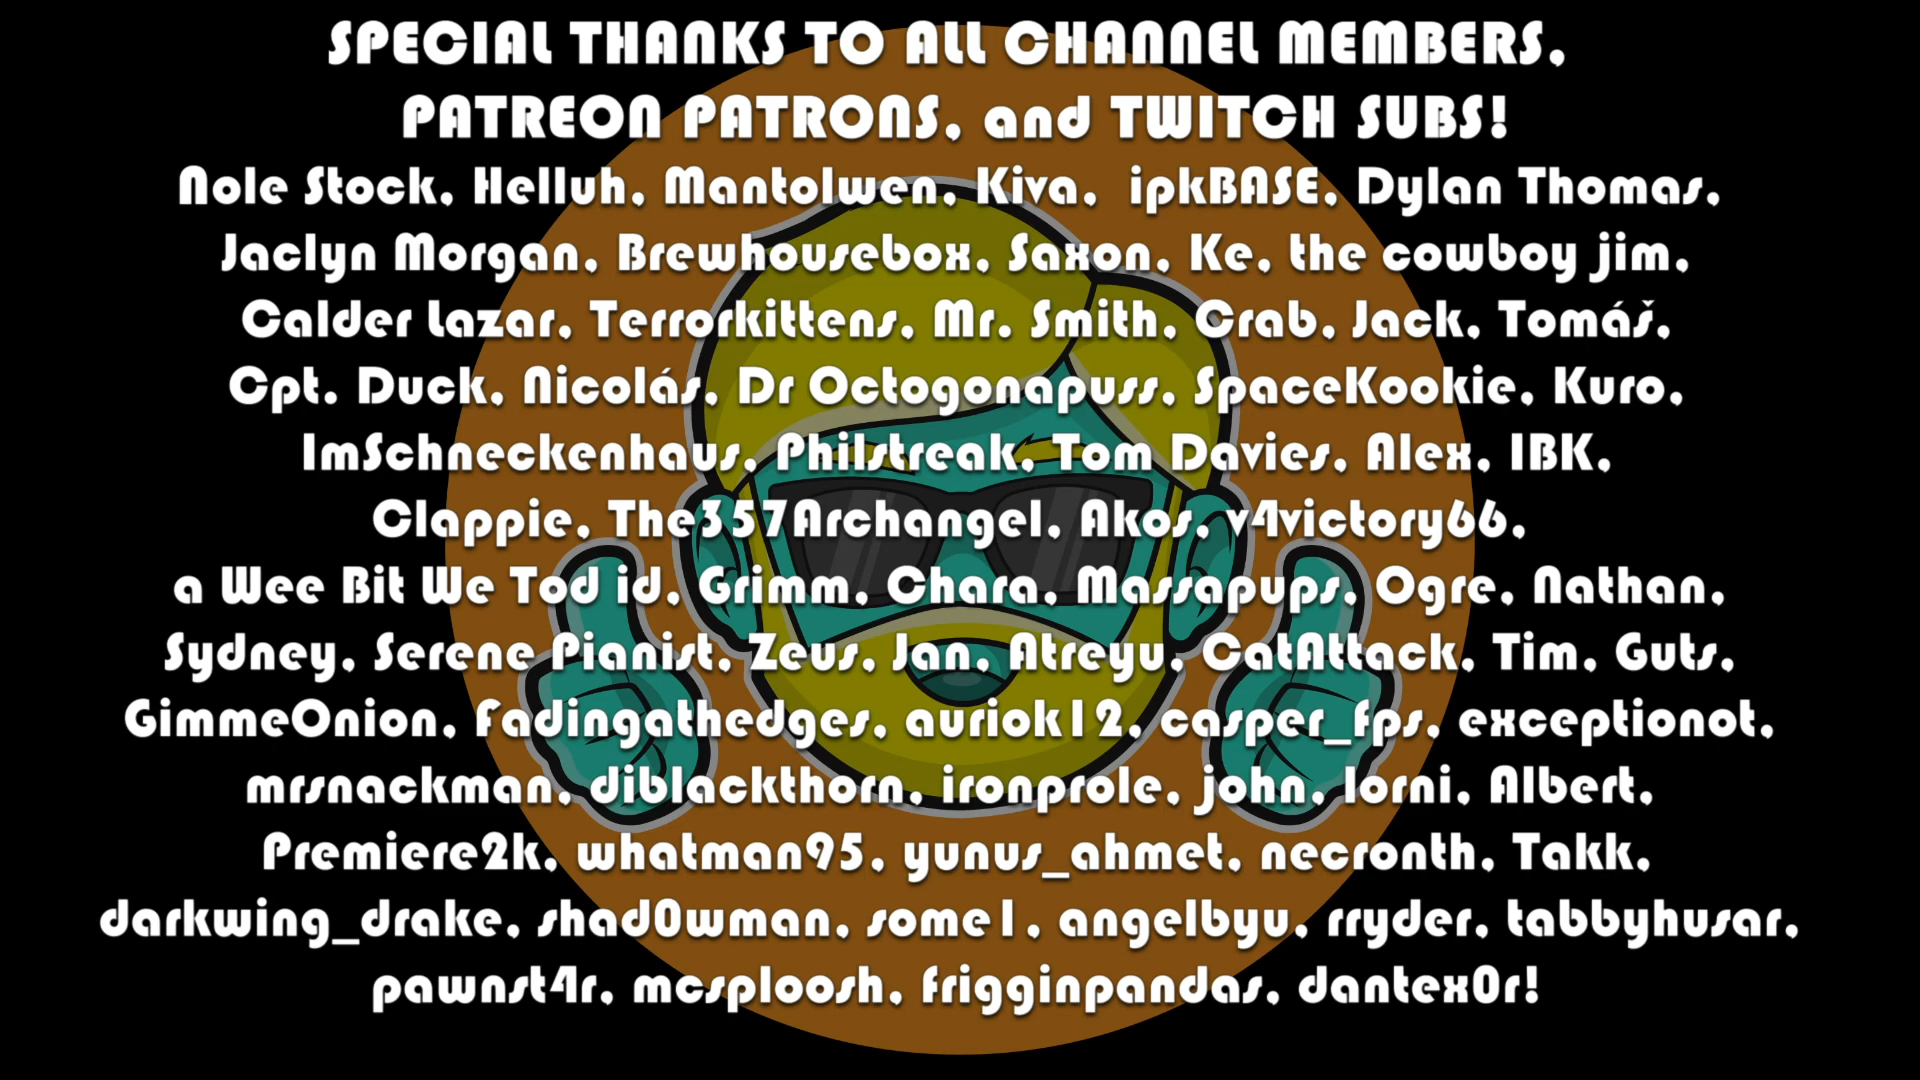 SPECIAL THANKS TO ALL CHANNEL MEMBERS,
PATREON PATRONS, and TWITCH SUBS!
Nole Stock, Helluh, Mantolwen, Kiva, ipkBASE, Dylan Thomas,
Jaclyn Morgan, Brewhousebox, Saxon, Ke, the cowboy jim,
Calder Lazar, Terrorkittens, Mr. Smith, Crab, Jack, Tomáš,
Cpt. Duck, Nicolás, Dr Octogonapuss, SpaceKookie, Kuro,
ImSchneckenhaus, Philstreak, Tom Davies, Alex, IBK,
Clappie, The357Archangel, Akos, v4victory66,
a Wee Bit We Tod id, Grimm, Chara, Massapups, Ogre, Nathan,
Sydney, Serene Pianist, Zeus, Jan, Atreyu, CatAttack, Tim, Guts,
GimmeOnion, Fadingathedges, auriok12, casper_fps, exceptionot,
mrsnackman, diblackthorn, ironprole, john, lorni, Albert,
Premiere2k, whatman95, yunus_ahmet, necronth, Takk,
darkwing_drake, shad0wman, some1, angelbyu, rryder, tabbyhusar,
pawnst4r, mcsploosh, frigginpandas, dantex0r!